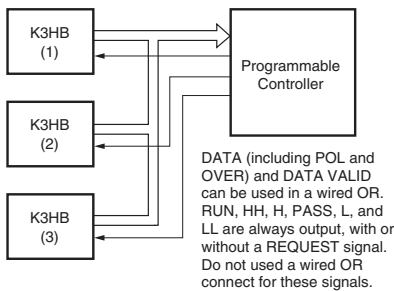 K3HB
(1)
Programmable
Controller
K3HB
(2)
K3HB
(3)
DATA (including POL and
OVER) and DATA VALID
can be used in a wired OR.
RUN, HH, H, PASS, L, and
LL are always output, with or
without a REQUEST signal.
Do not used a wired OR
connect for these signals.